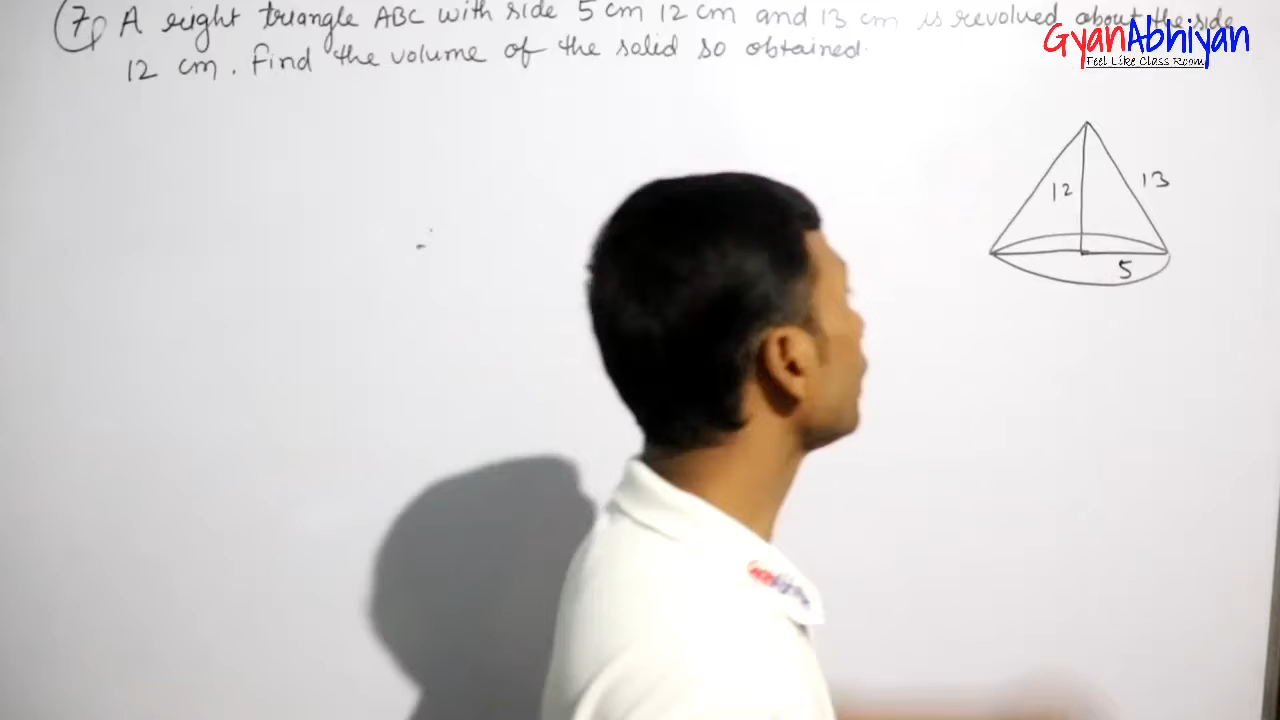 7) A right triangle ABC with side 5 cm 12 cm and 13 cm is revolved about the side
12 cm. Find the volume of the solid so obtained.
GyanAbhiyan
Feel Like Class Room
12
13
5